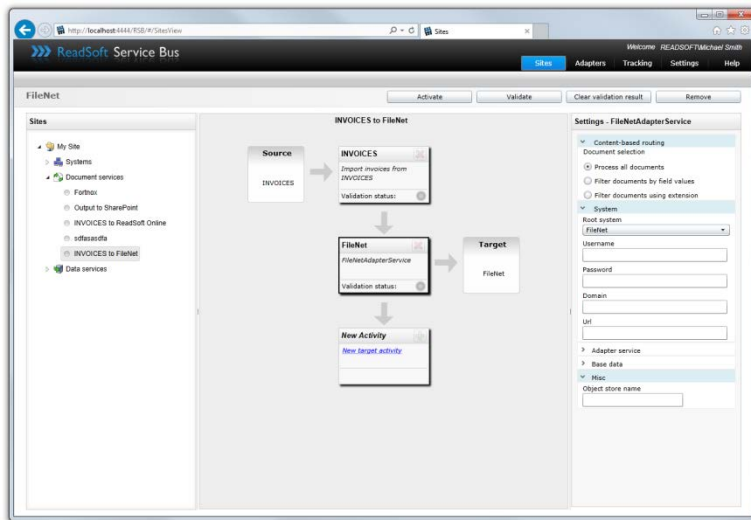 http://localhost:4444/RSB/#/SitesView
Sites
ReadSoft Service Bus
Welcome READSOFT\Michael Smith
Sites Adapters Tracking Settings Help
FileNet
Activate Validate Clear validation result Remove
Sites
My Site
Systems
Document services
Fortnox
Output to SharePoint
INVOICES to ReadSoft Online
sdfasasdfa
INVOICES to FileNet
Data services
INVOICES to FileNet
Source
INVOICES
INVOICES
Import invoices from
INVOICES
Validation status:
FileNet
FileNetAdapterService
Validation status:
Target
FileNet
New Activity
New target activity
Settings - FileNetAdapterService
Content-based routing
Document selection
Process all documents
Filter documents by field values
Filter documents using extension
System
Root system
FileNet
Username
Password
Domain
Url
Adapter service
Base data
Misc
Object store name